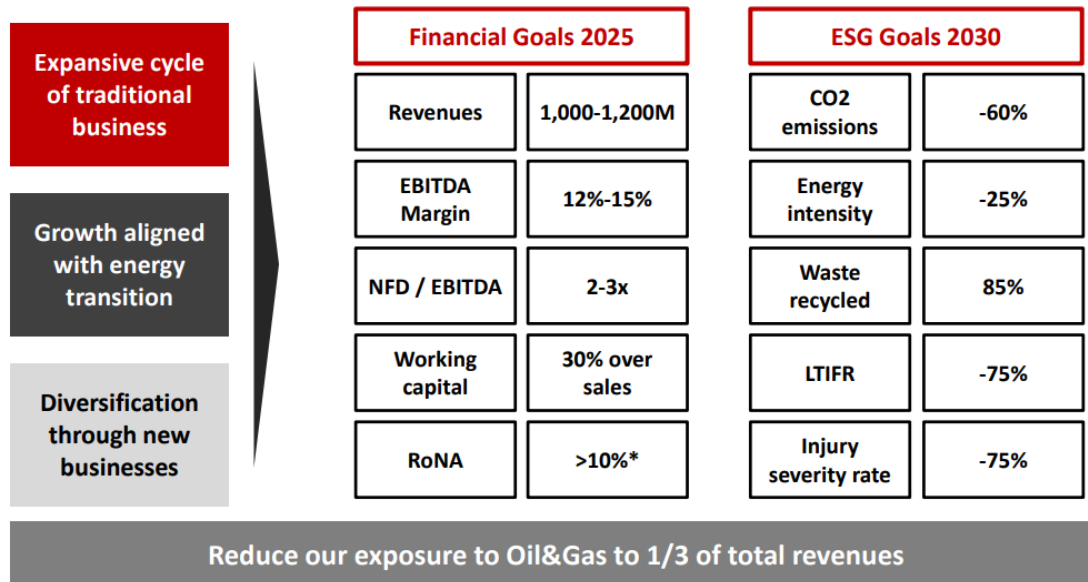 Expansive cycle
of traditional
business
Growth aligned
with energy
transition
Diversification
through new
businesses
Financial Goals 2025
Revenues
1,000-1,200M
EBITDA
Margin
12%-15%
NFD / EBITDA
2-3x
Working
capital
30% over
sales
RoNA
>10%*
ESG Goals 2030
CO2
emissions
-60%
Energy
intensity
-25%
Waste
recycled
85%
LTIFR
-75%
Injury
severity rate
-75%
Reduce our exposure to Oil&Gas to 1/3 of total revenues